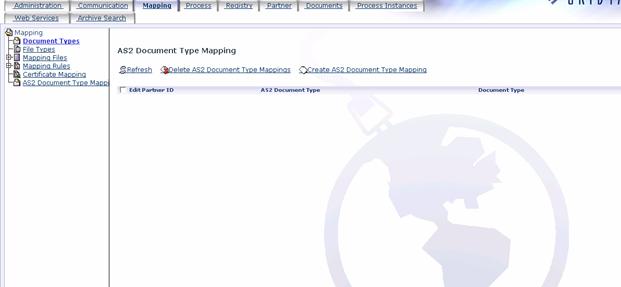 Administration Communication Mapping Process Registry Partner Documents Process Instances
Web Services Archive Search
Mapping
Document Types
File Types
Mapping Files
Mapping Rules
Certificate Mapping
AS2 Document Type Mappi
AS2 Document Type Mapping
Refresh Delete AS2 Document Type Mappings Create AS2 Document Type Mapping
Edit Partner ID AS2 Document Type Document Type